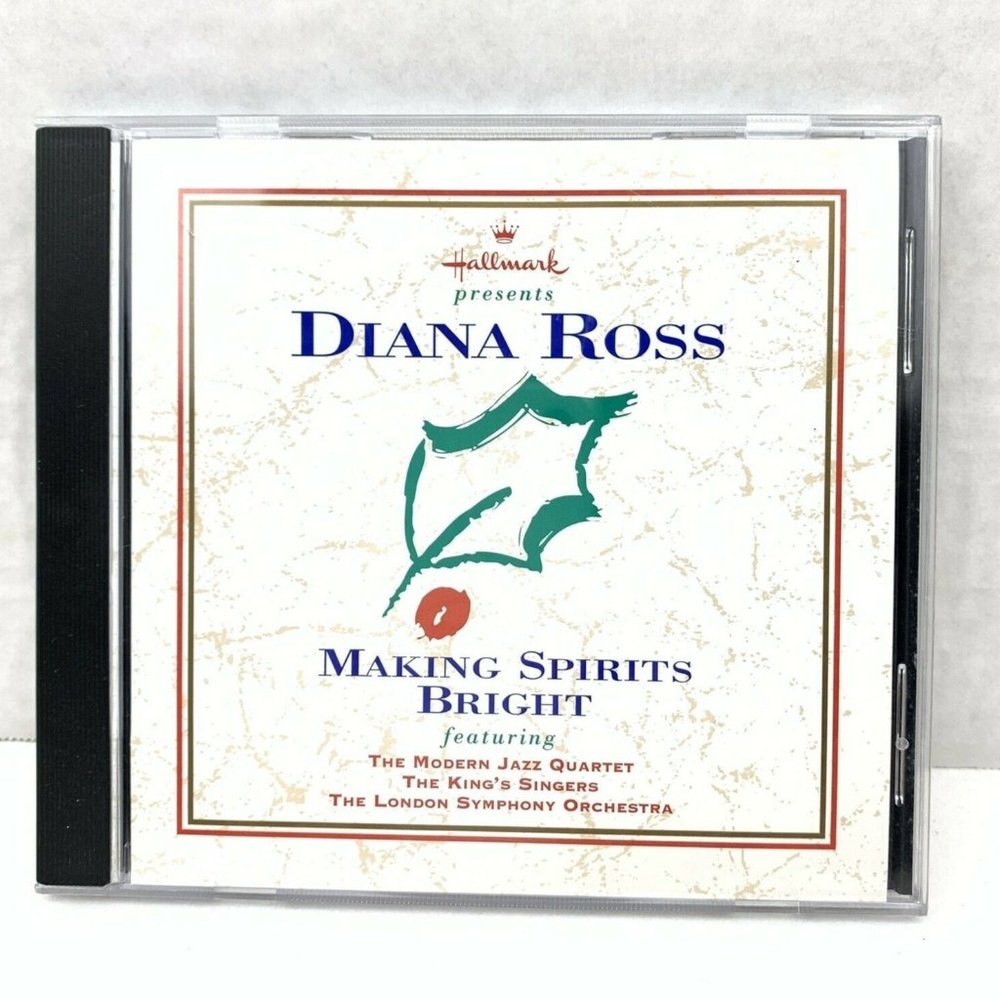 Hallmark
presents
DIANA ROSS
MAKING SPIRITS
BRIGHT
featuring
THE MODERN JAZZ QUARTET
THE KING'S SINGERS
THE LONDON SYMPHONY ORCHESTRA